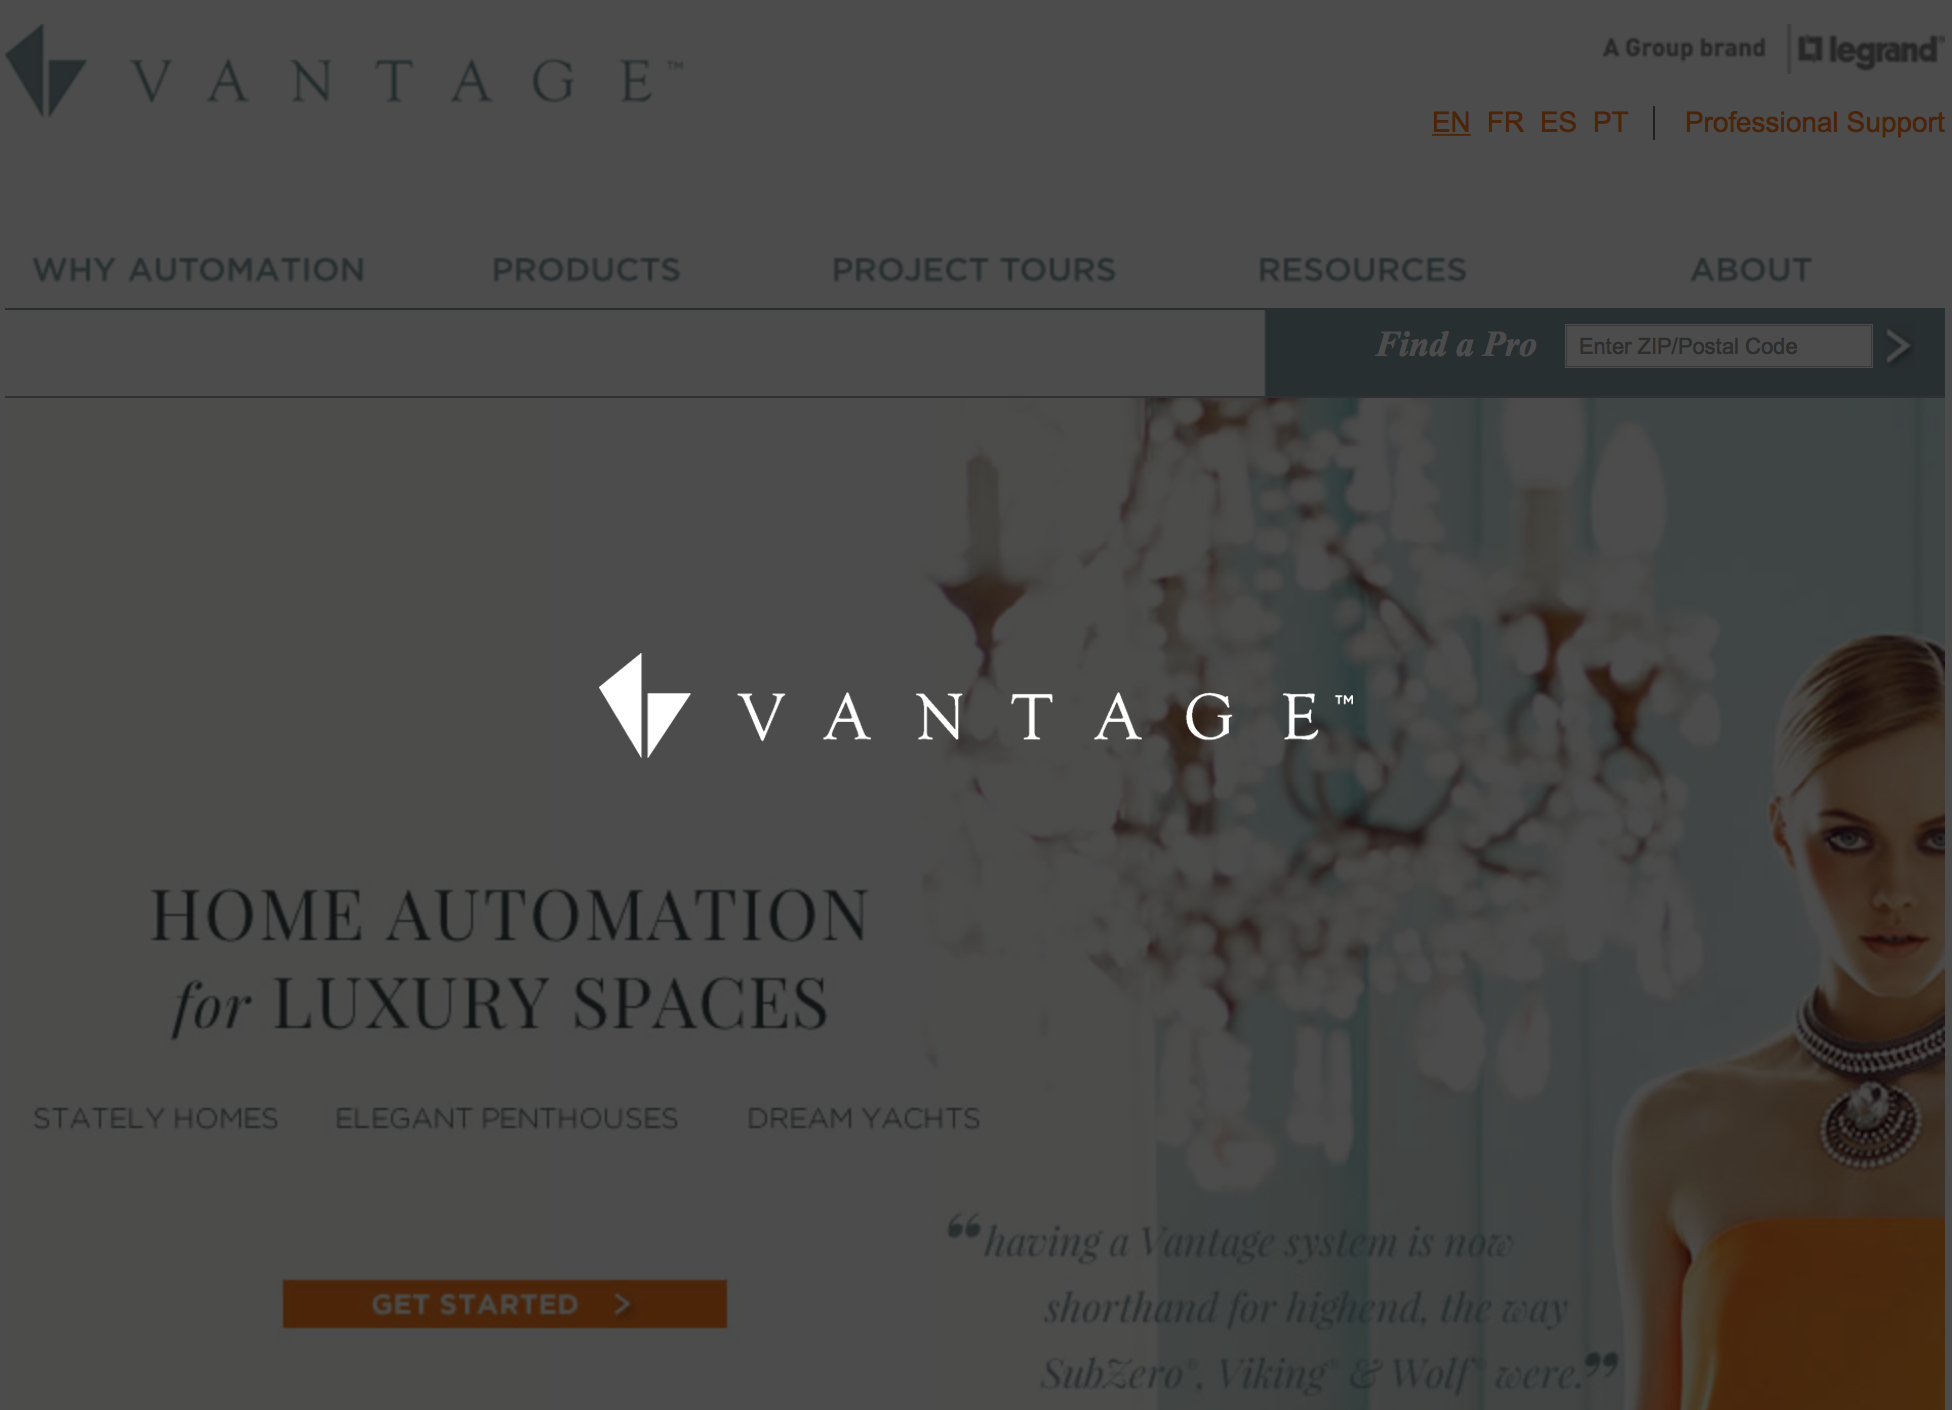 VANTAGE™
A Group brand | legrand®
EN FR ES PT | Professional Support
WHY AUTOMATION PRODUCTS PROJECT TOURS RESOURCES ABOUT
Find a Pro Enter ZIP/Postal Code >
VANTAGE™
HOME AUTOMATION
for LUXURY SPACES
STATELY HOMES ELEGANT PENTHOUSES DREAM YACHTS
GET STARTED >
“having a Vantage system is now
shorthand for highend, the way
SubZero®, Viking® & Wolf® were.”